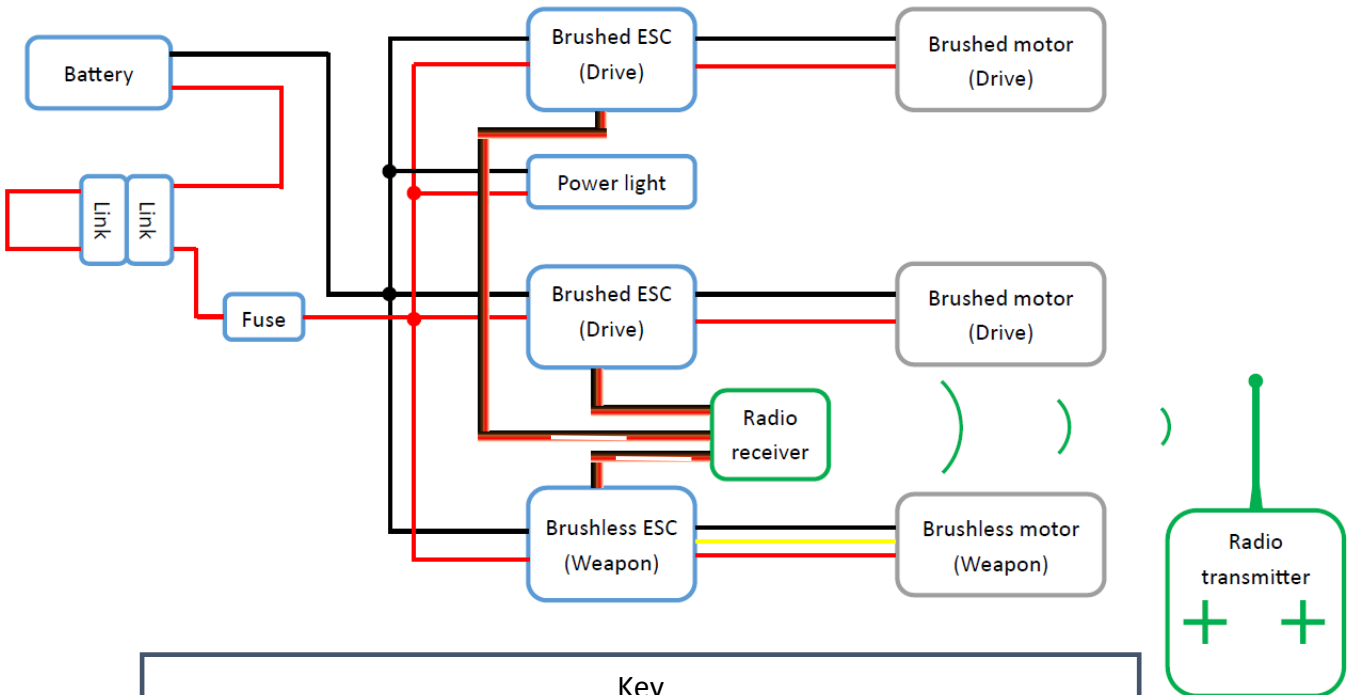 Battery
Link
Link
Fuse
Brushed ESC
(Drive)
Brushed motor
(Drive)
Power light
Brushed ESC
(Drive)
Brushed motor
(Drive)
Radio
receiver
Brushless ESC
(Weapon)
Brushless motor
(Weapon)
Radio
transmitter
Key